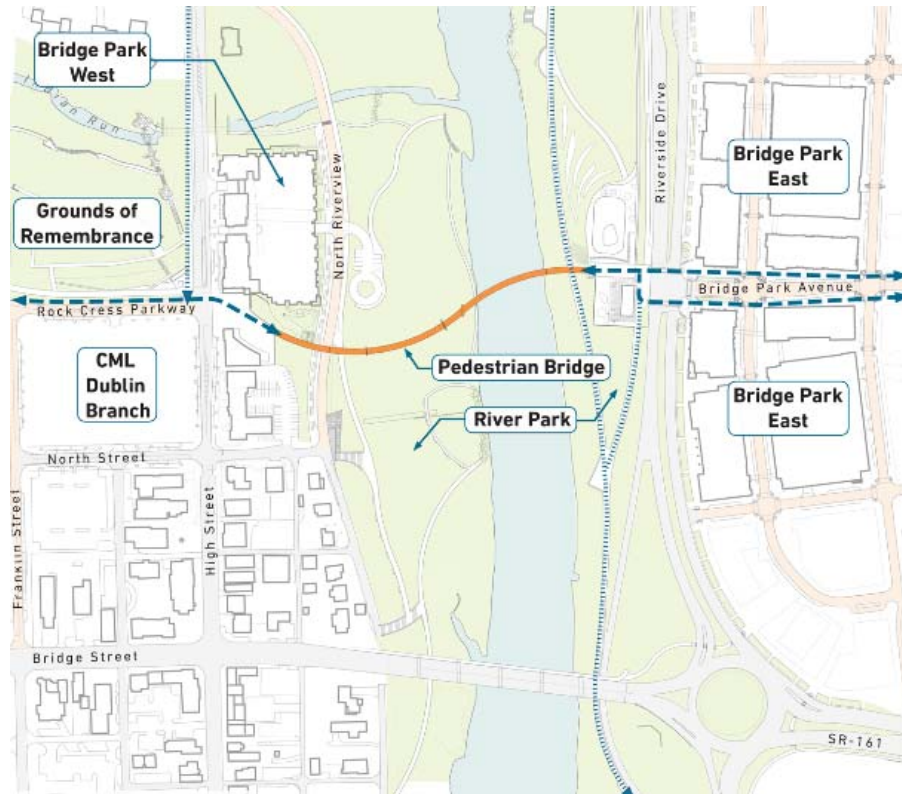 Bridge Park
West
Indian Run
Grounds of
Remembrance
North Riverview
Riverside Drive
Bridge Park
East
Rock Cress Parkway
Bridge Park Avenue
CML
Dublin
Branch
Pedestrian Bridge
River Park
Bridge Park
East
North Street
Franklin Street
High Street
Bridge Street
SR-161